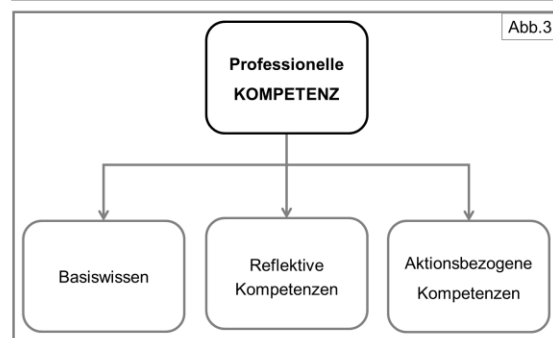 Abb.3
Professionelle
KOMPETENZ
Basiswissen
Reflektive
Kompetenzen
Aktionsbezogene
Kompetenzen